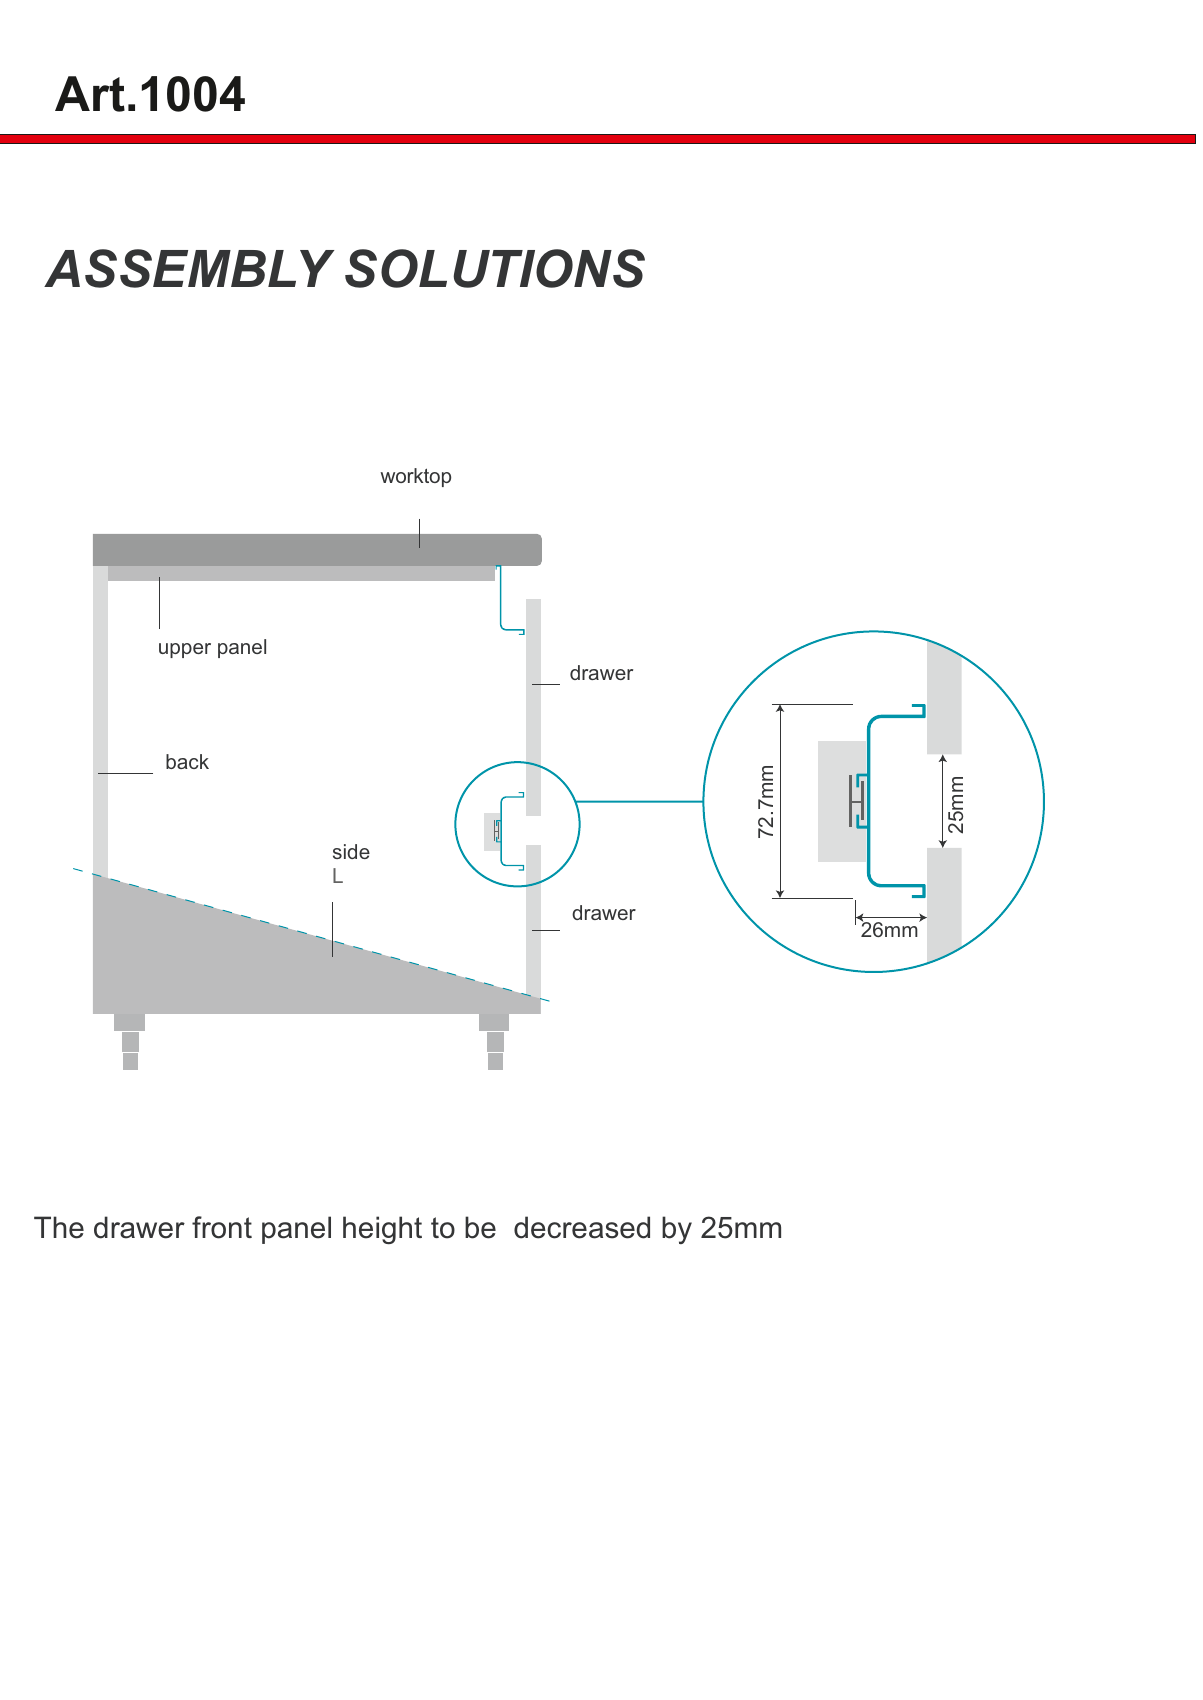 Art.1004
ASSEMBLY SOLUTIONS
worktop
upper panel
drawer
back
72.7mm
25mm
side
L
drawer
26mm
The drawer front panel height to be  decreased by 25mm